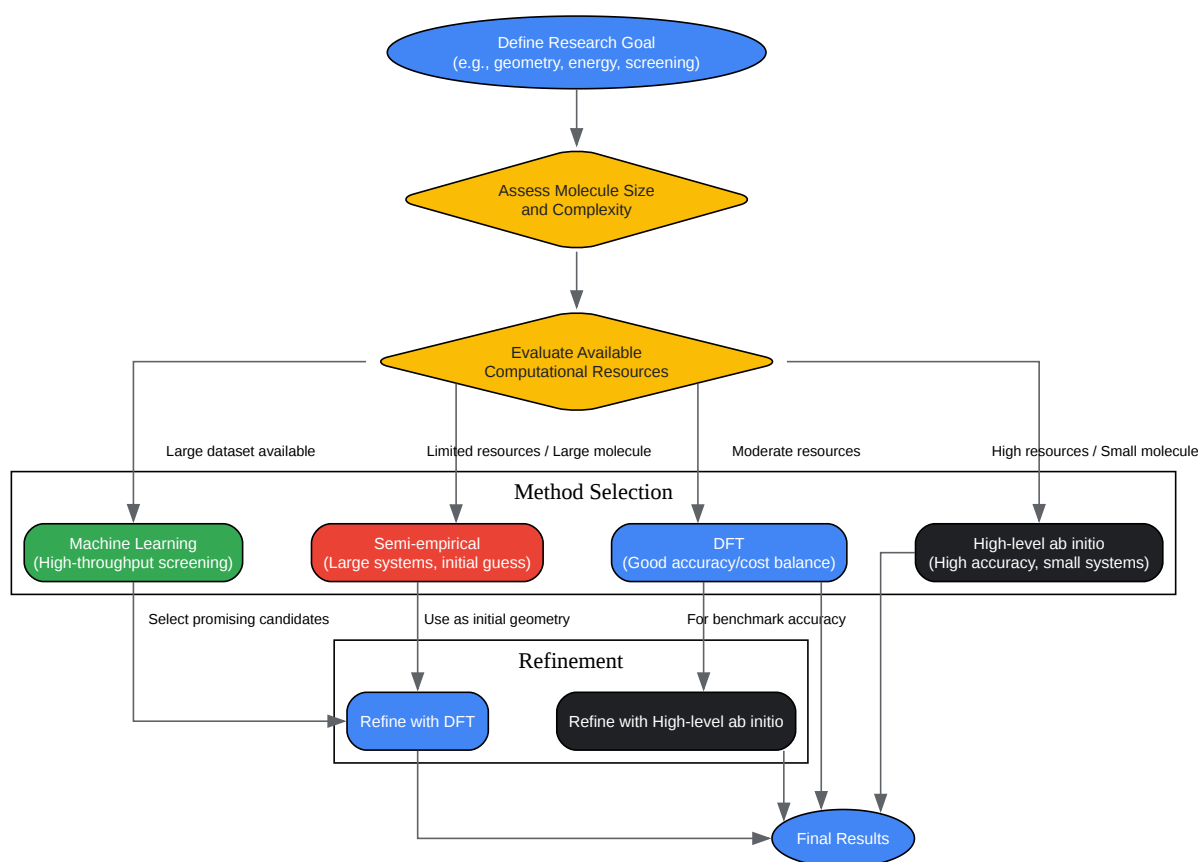 Define Research Goal
(e.g., geometry, energy, screening)
Assess Molecule Size
and Complexity
Evaluate Available
Computational Resources
Large dataset available
Limited resources / Large molecule
Moderate resources
High resources / Small molecule
Method Selection
Machine Learning
(High-throughput screening)
Semi-empirical
(Large systems, initial guess)
DFT
(Good accuracy/cost balance)
High-level ab initio
(High accuracy, small systems)
Select promising candidates
Use as initial geometry
For benchmark accuracy
Refinement
Refine with DFT
Refine with High-level ab initio
Final Results